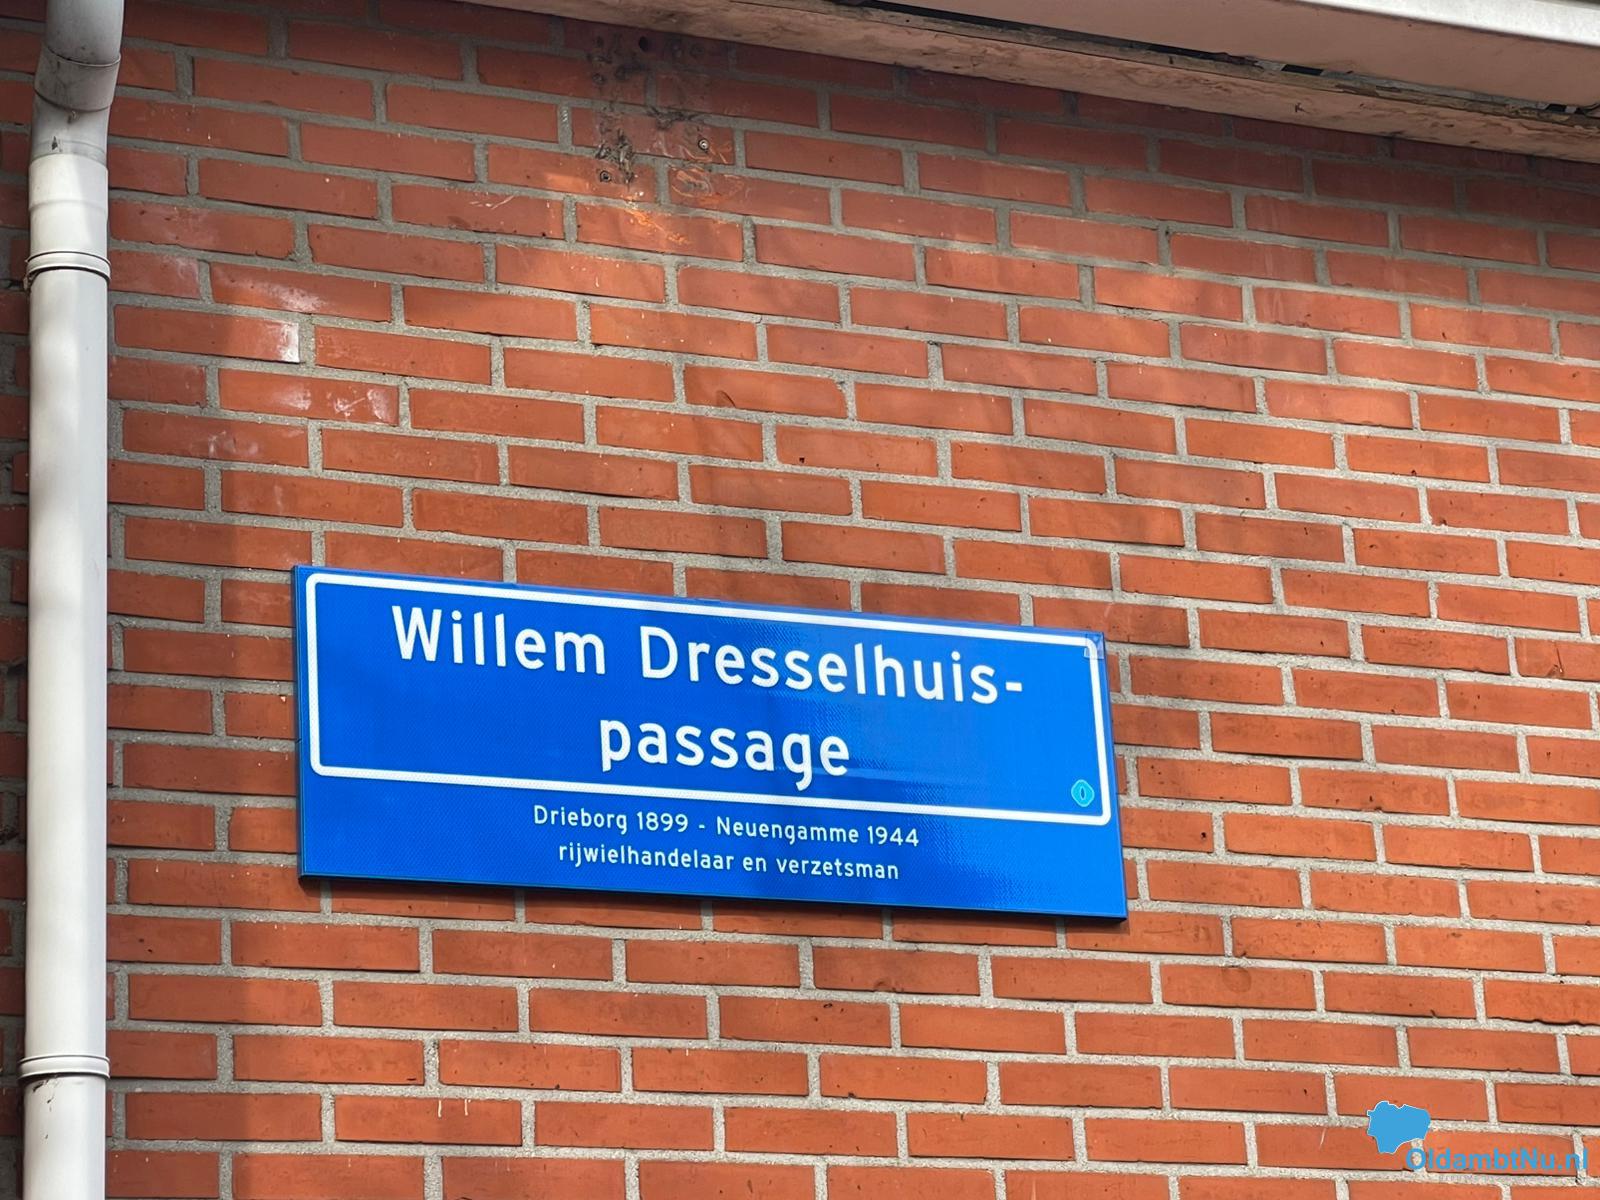 Willem Dresselhuis-
passage
Drieborg 1899 - Neuengamme 1944
rijwielhandelaar en verzetsman
OldambtNu.nl